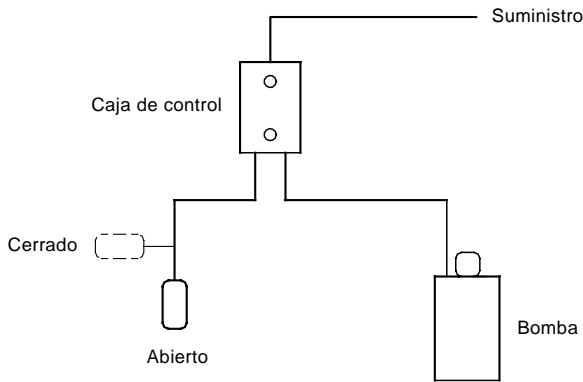 Suministro
Caja de control
Cerrado
Abierto
Bomba